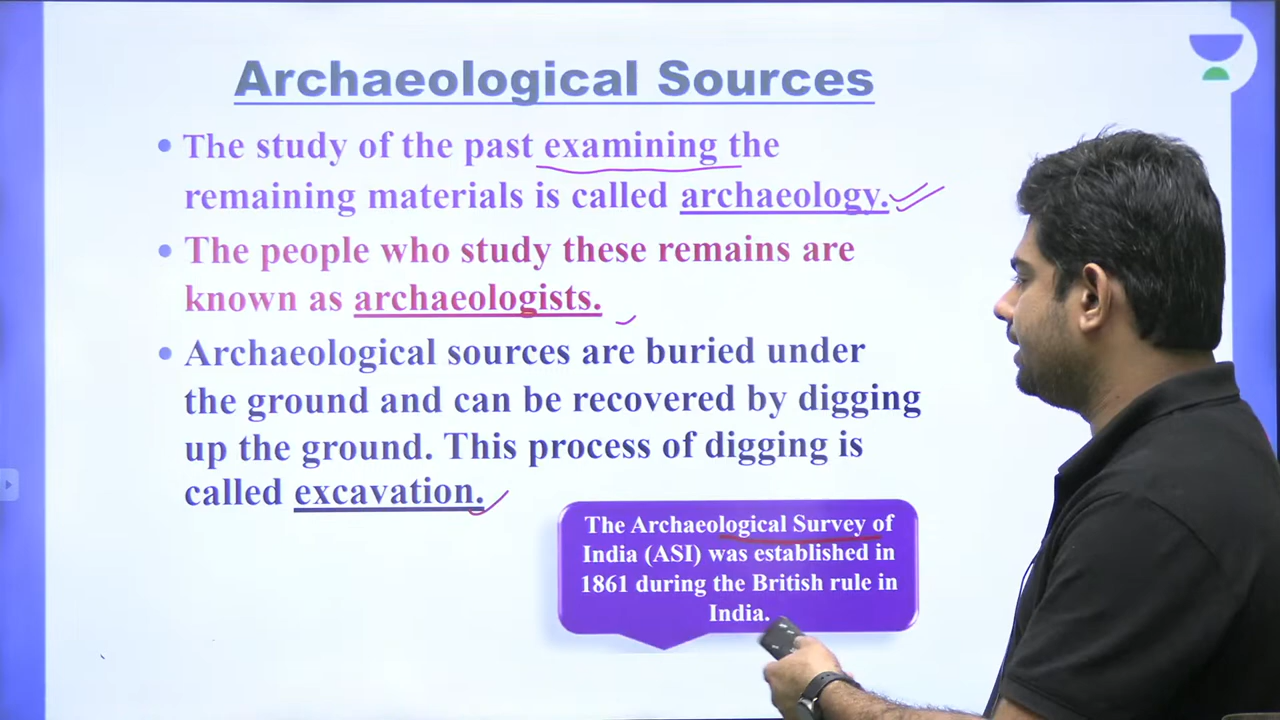 Archaeological Sources
• The study of the past examining the
remaining materials is called archaeology.
• The people who study these remains are
known as archaeologists.
• Archaeological sources are buried under
the ground and can be recovered by digging
up the ground. This process of digging is
called excavation.
The Archaeological Survey of
India (ASI) was established in
1861 during the British rule in
India.